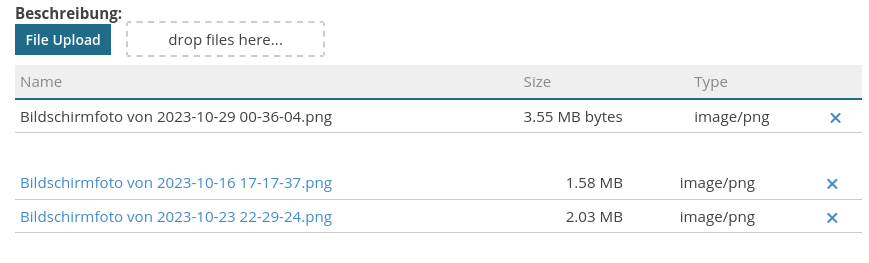 Beschreibung:
File Upload drop files here...
Name Size Type
Bildschirmfoto von 2023-10-29 00-36-04.png 3.55 MB bytes image/png ×
Bildschirmfoto von 2023-10-16 17-17-37.png 1.58 MB image/png ×
Bildschirmfoto von 2023-10-23 22-29-24.png 2.03 MB image/png ×